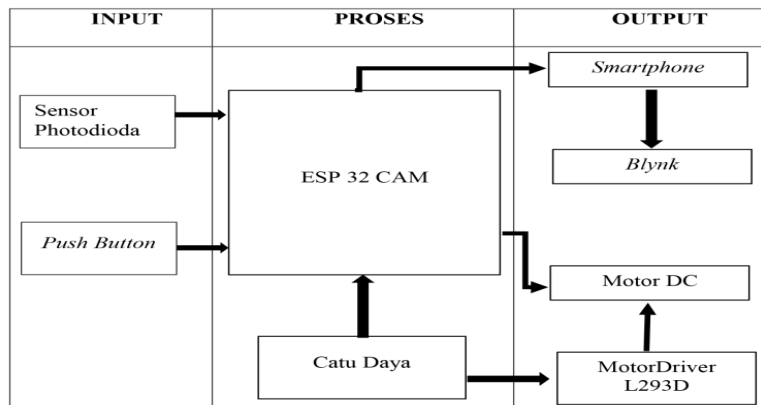 INPUT
PROSES
OUTPUT
Sensor
Photodioda
Push Button
ESP 32 CAM
Catu Daya
Smartphone
Blynk
Motor DC
MotorDriver
L293D